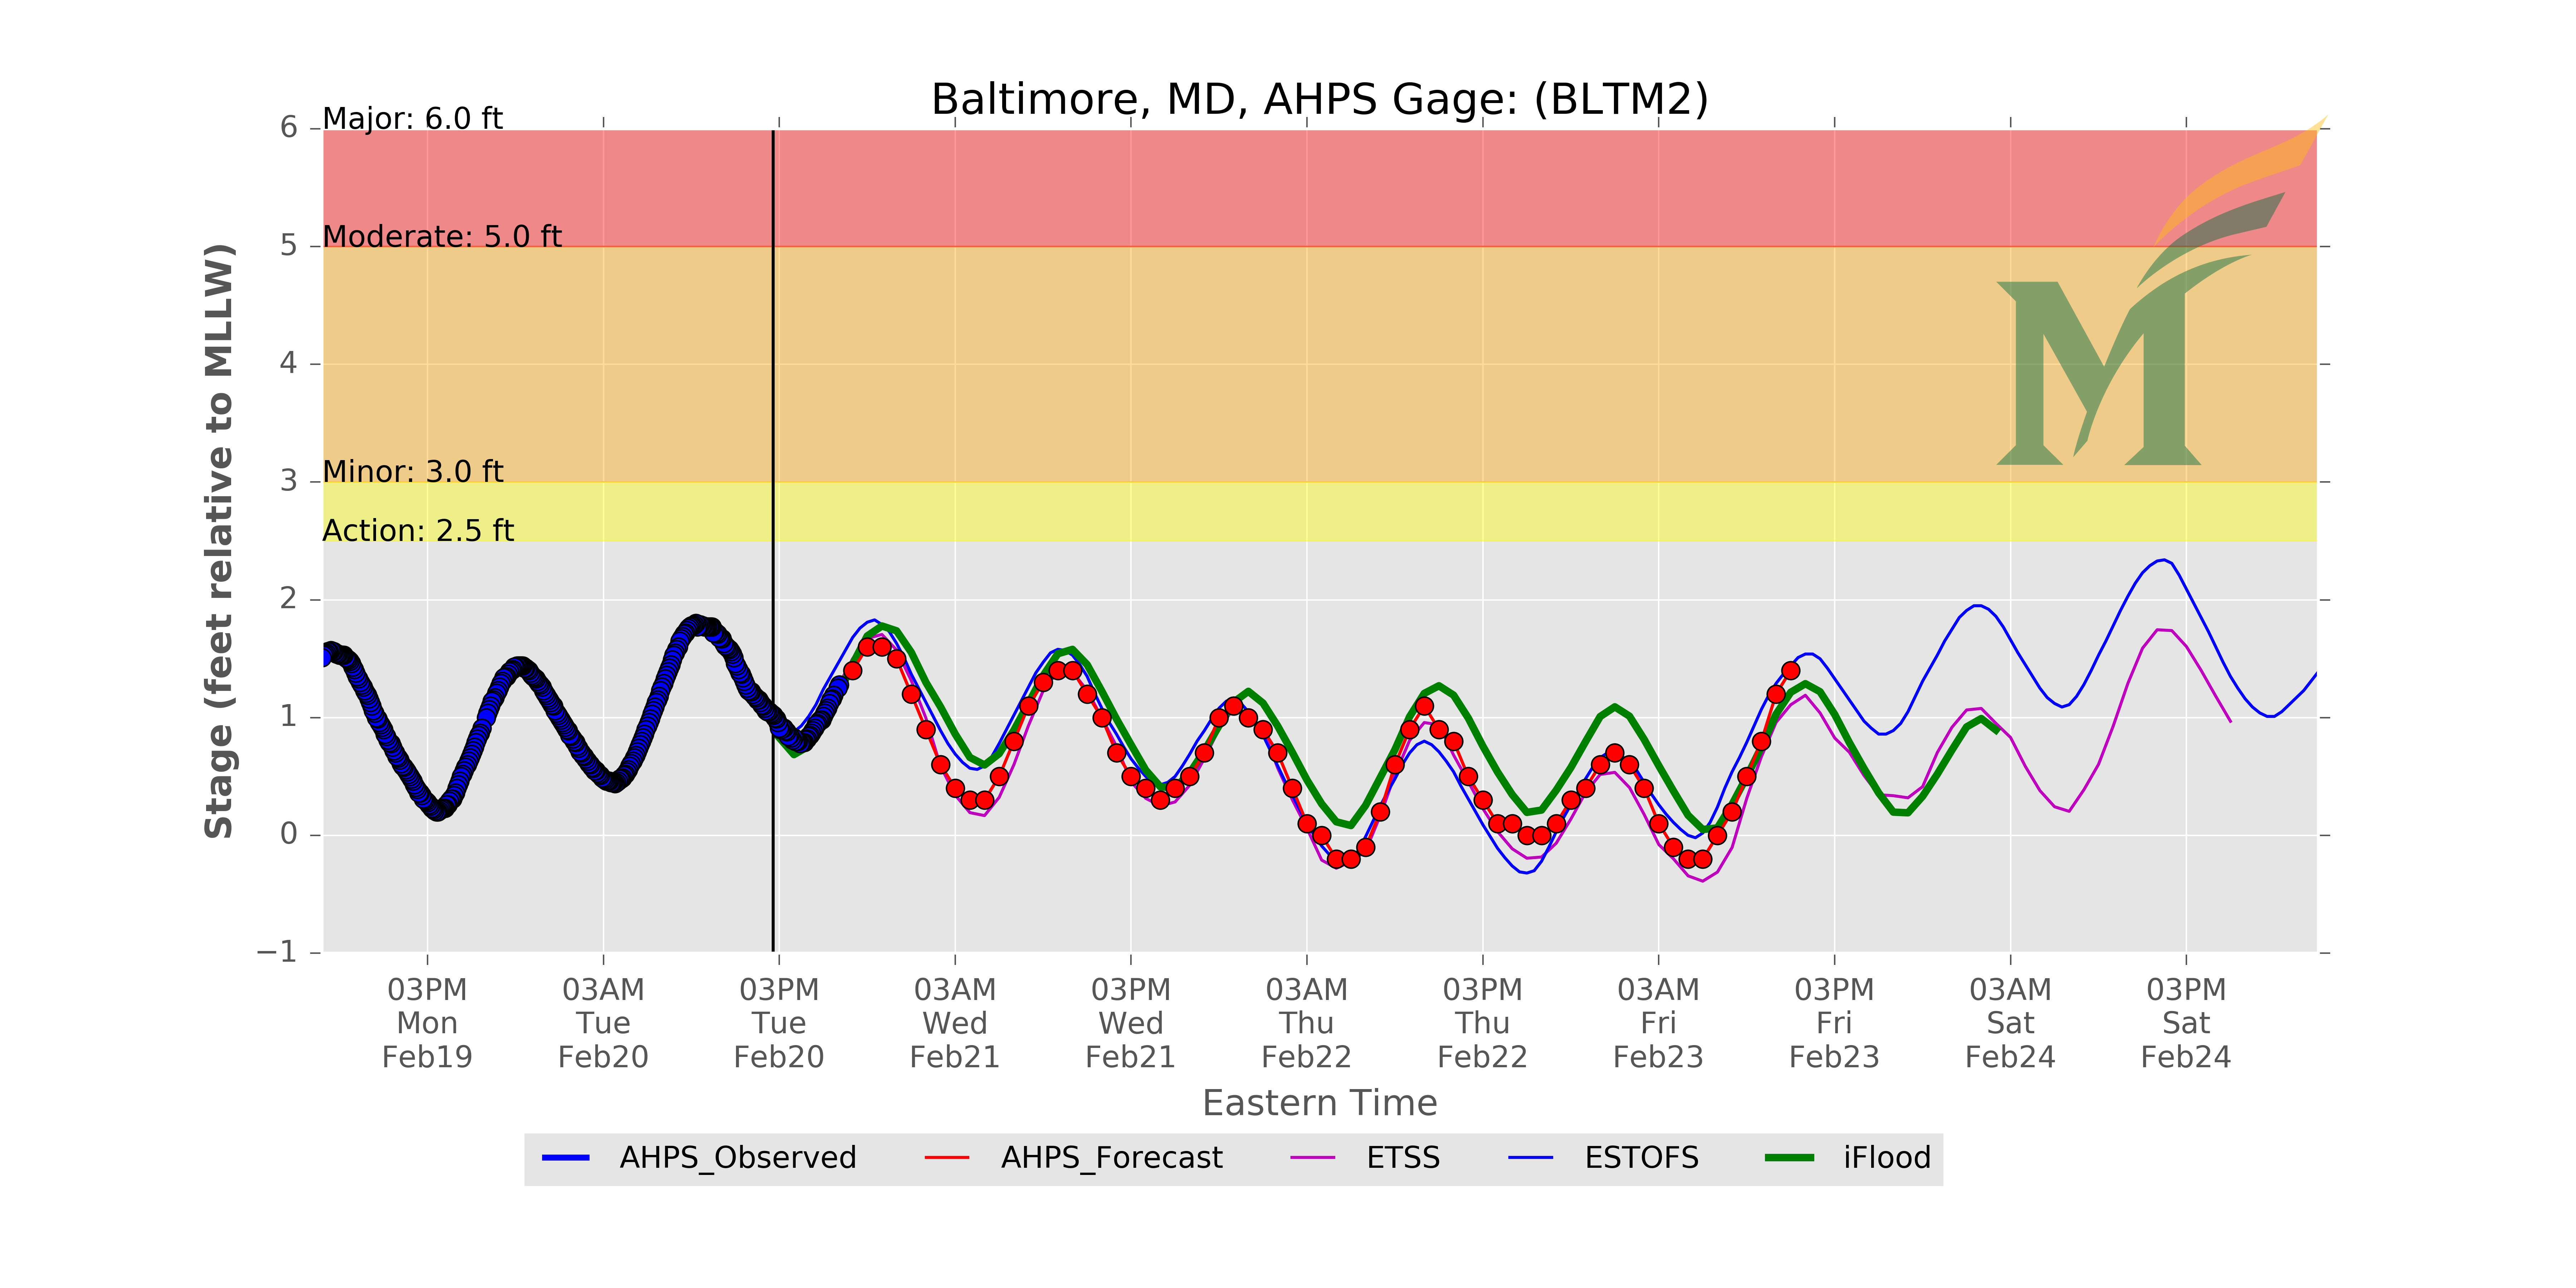 Baltimore, MD, AHPS Gage: (BLTM2)
Major: 6.0 ft
Moderate: 5.0 ft
Minor: 3.0 ft
Action: 2.5 ft
6
5
4
3
2
1
0
−1
Stage (feet relative to MLLW)
03PM 03AM 03PM 03AM 03PM 03AM 03PM 03AM 03PM 03AM 03PM
Mon Tue Tue Wed Wed Thu Thu Fri Fri Sat Sat
Feb19 Feb20 Feb20 Feb21 Feb21 Feb22 Feb22 Feb23 Feb23 Feb24 Feb24
Eastern Time
AHPS_Observed AHPS_Forecast ETSS ESTOFS iFlood
M